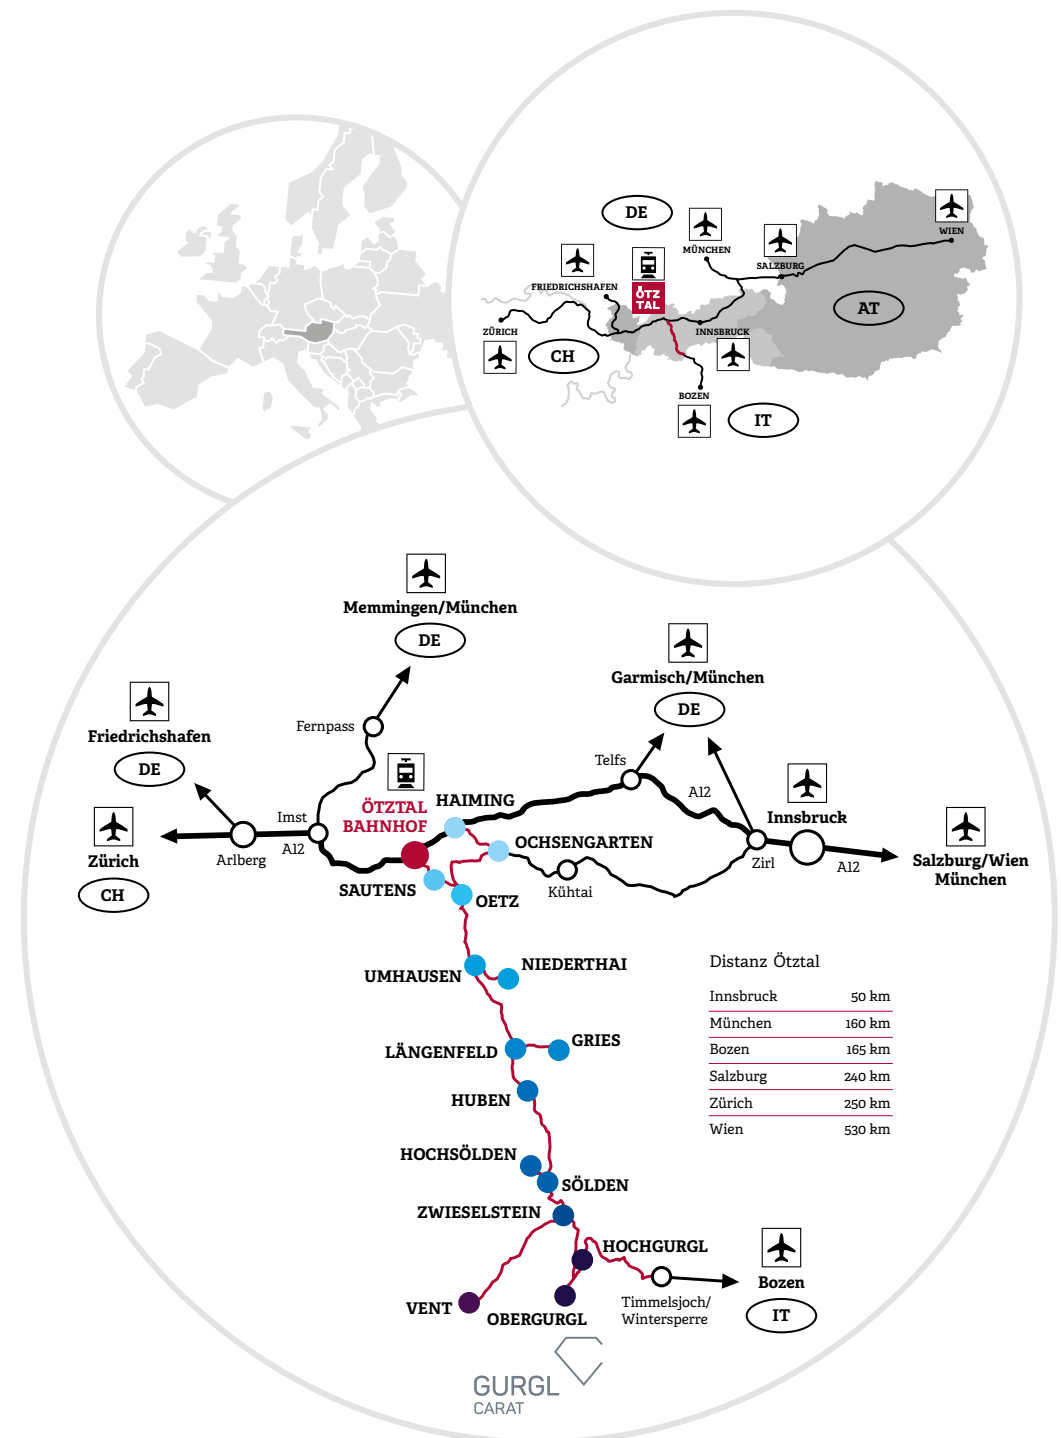 DE
MÜNCHEN
WIEN
SALZBURG
FRIEDRICHSHAFEN
ÖTZ
TAL
AT
ZÜRICH
INNSBRUCK
CH
BOZEN
IT
Memmingen/München
DE
Garmisch/München
DE
Friedrichshafen
DE
Fernpass
Telfs
ÖTZTAL
BAHNHOF
HAIMING
A12
Imst
A12
Innsbruck
Zürich
CH
Arlberg
OCHSENGARTEN
Zirl
A12
Salzburg/Wien
München
SAUTENS
OETZ
Kühtai
UMHAUSEN
NIEDERTHAI
Distanz Ötztal
Innsbruck 50 km
München 160 km
Bozen 165 km
Salzburg 240 km
Zürich 250 km
Wien 530 km
LÄNGENFELD
GRIES
HUBEN
HOCHSÖLDEN
SÖLDEN
ZWIESELSTEIN
HOCHGURGL
Bozen
IT
VENT
OBERGURGL
Timmelsjoch/
Wintersperre
GURGL
CARAT